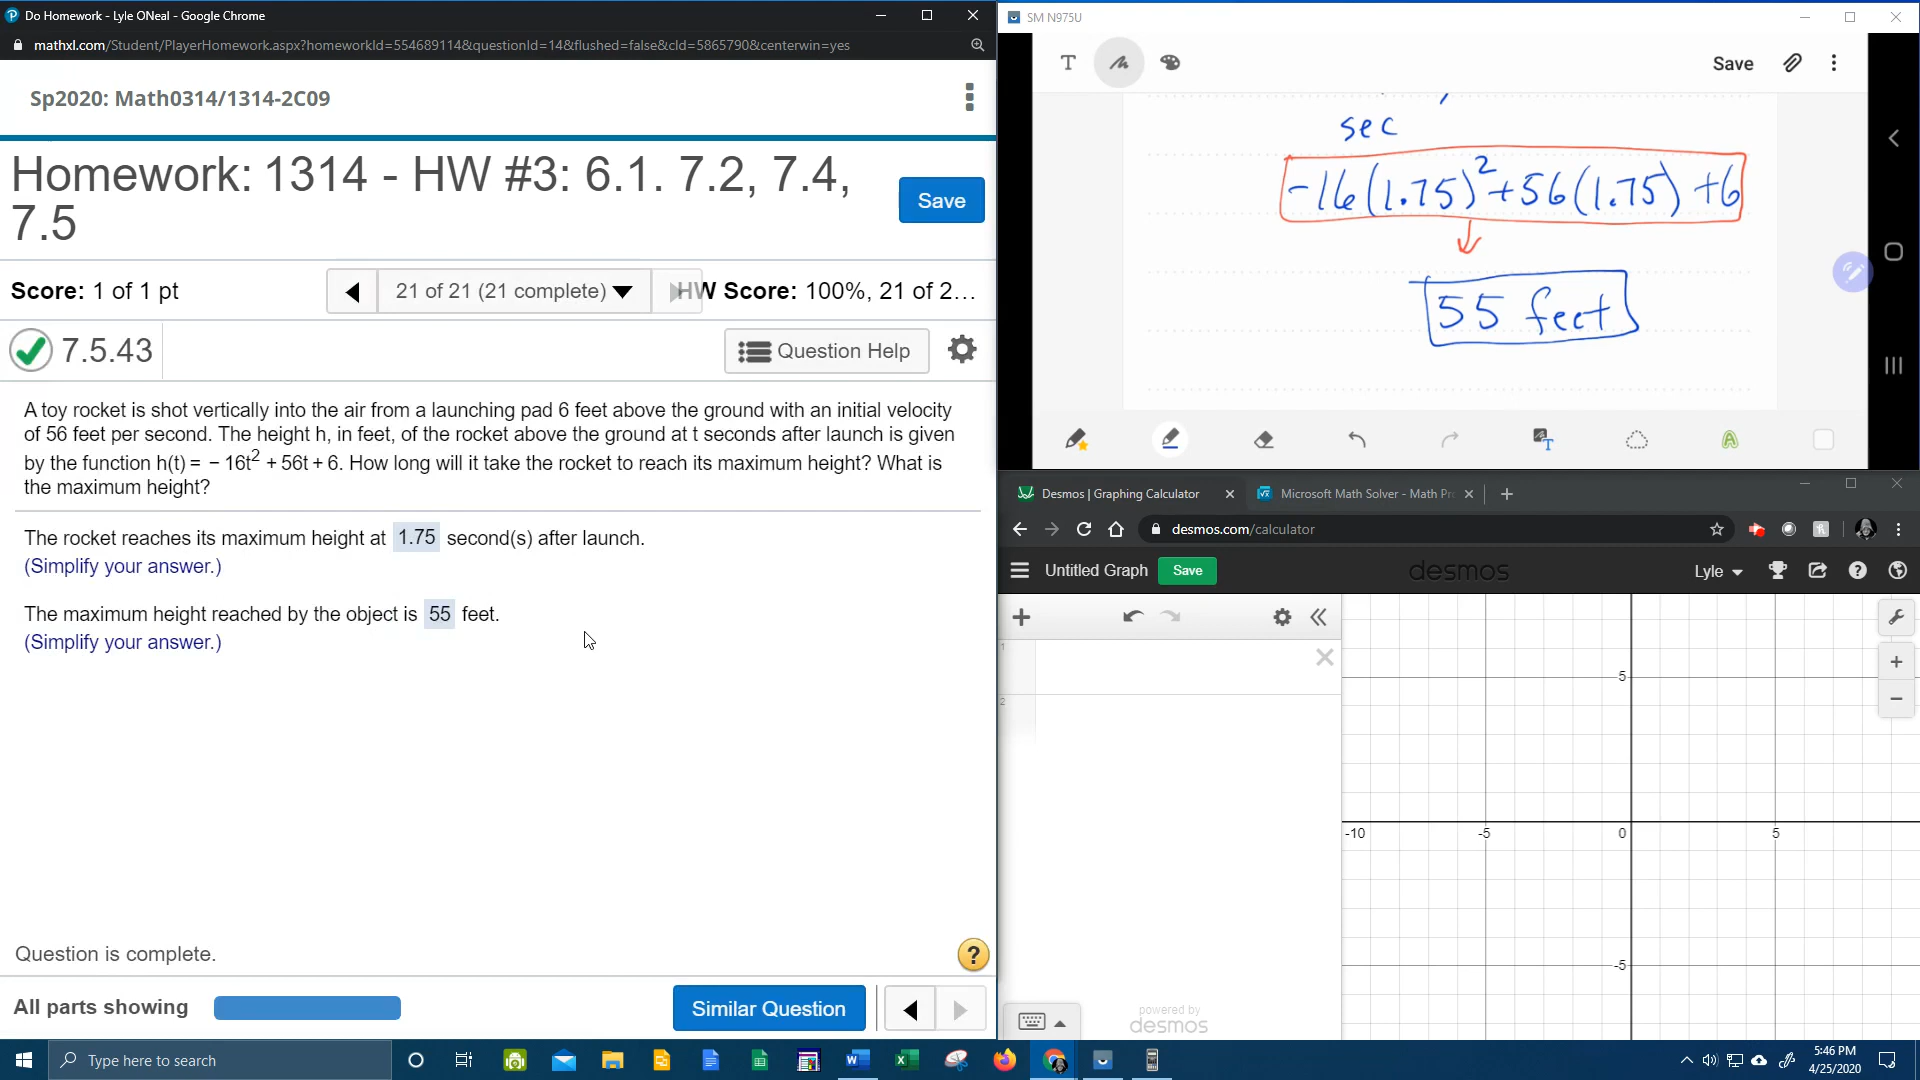 Do Homework - Lyle ONeal - Google Chrome
mathxl.com/Student/PlayerHomework.aspx?homeworkId=554689114&questionId=14&flushed=false&cId=5865790&centerwin=yes
Sp2020: Math0314/1314-2C09
Homework: 1314 - HW #3: 6.1. 7.2, 7.4,
7.5
Save
Score: 1 of 1 pt
21 of 21 (21 complete)
HW Score: 100%, 21 of 2…
7.5.43
Question Help
A toy rocket is shot vertically into the air from a launching pad 6 feet above the ground with an initial velocity
of 56 feet per second. The height h, in feet, of the rocket above the ground at t seconds after launch is given
by the function h(t) = − 16t² + 56t + 6. How long will it take the rocket to reach its maximum height? What is
the maximum height?
The rocket reaches its maximum height at 1.75 second(s) after launch.
(Simplify your answer.)
The maximum height reached by the object is 55 feet.
(Simplify your answer.)
Question is complete.
?
All parts showing
Similar Question
SM N975U
T
Save
sec
-16(1.75)²+56(1.75)+6
55 feet
T
A
Desmos | Graphing Calculator
Microsoft Math Solver - Math Pr
desmos.com/calculator
Untitled Graph
Save
desmos
Lyle
1
2
5
-10
-5
0
5
-5
powered by
desmos
Type here to search
5:46 PM
4/25/2020